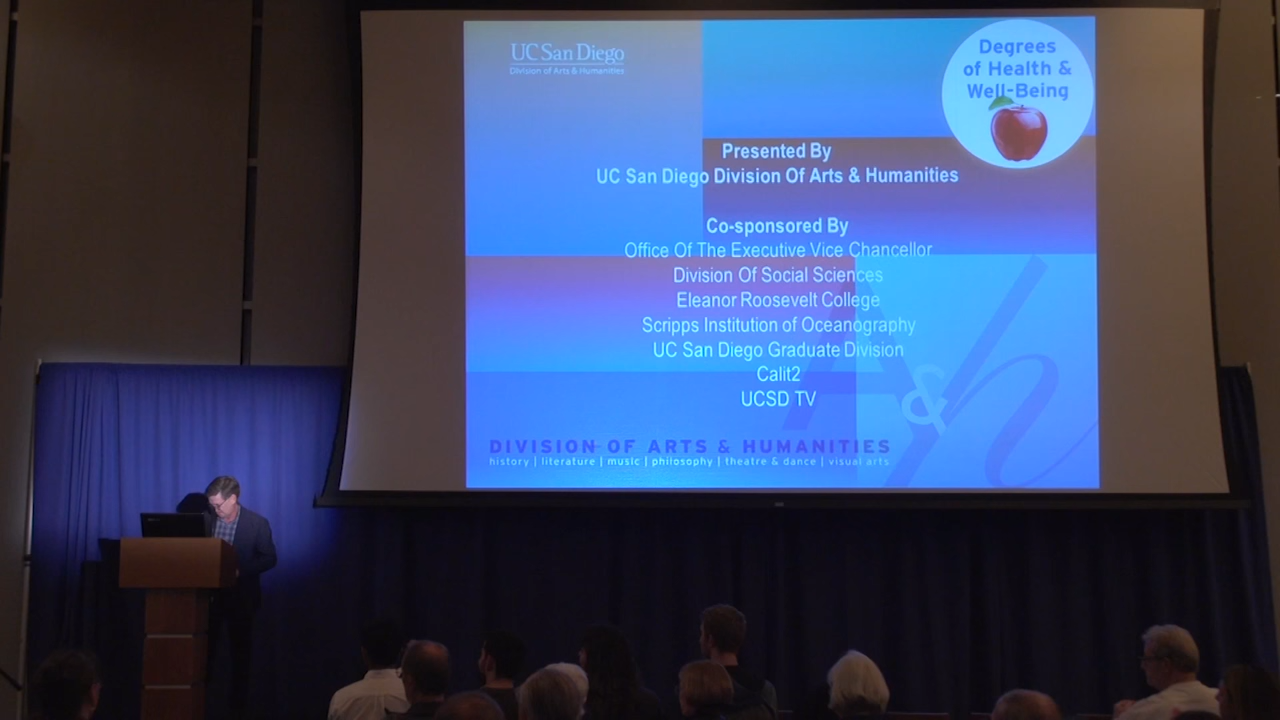 UC San Diego
Division of Arts & Humanities
Degrees
of Health &
Well-Being
Presented By
UC San Diego Division Of Arts & Humanities
Co-sponsored By
Office Of The Executive Vice Chancellor
Division Of Social Sciences
Eleanor Roosevelt College
Scripps Institution of Oceanography
UC San Diego Graduate Division
Calit2
UCSD TV
A&h
DIVISION OF ARTS & HUMANITIES
history | literature | music | philosophy | theatre & dance | visual arts